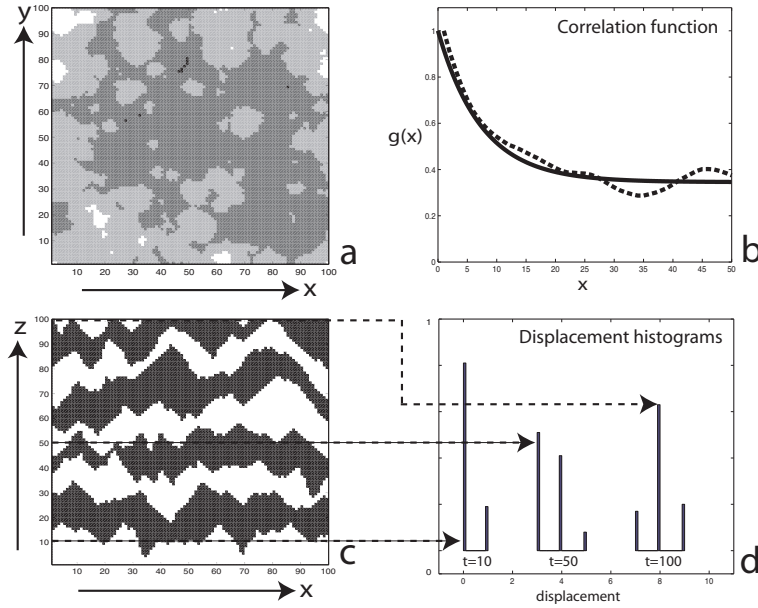 y
100
90
80
70
60
50
40
30
20
10
10 20 30 40 50 60 70 80 90 100
x
a
Correlation function
g(x)
1
0.8
0.6
0.4
0.2
0
0 5 10 15 20 25 30 35 40 45 50
x
b
z
100
90
80
70
60
50
40
30
20
10
10 20 30 40 50 60 70 80 90 100
x
c
Displacement histograms
1
0
t=10 t=50 t=100
0 2 4 6 8 10
displacement
d